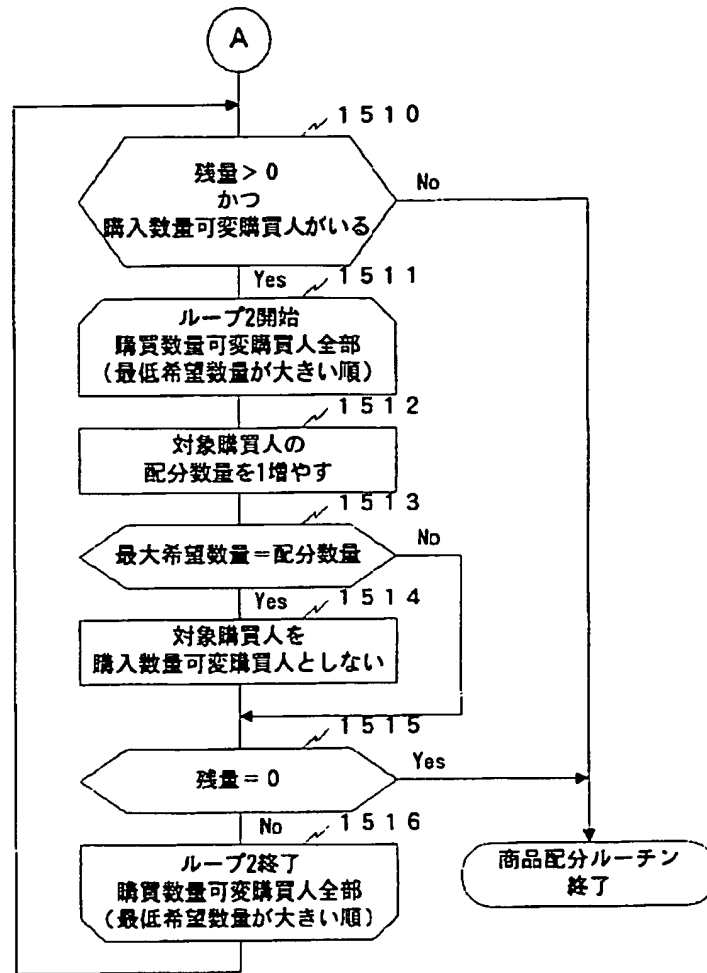 A
1510
残量>0
かつ
購入数量可変購買人がいる
No
Yes
1511
ループ2開始
購買数量可変購買人全部
(最低希望数量が大きい順)
1512
対象購買人の
配分数量を1増やす
1513
最大希望数量=配分数量
No
Yes
1514
対象購買人を
購入数量可変購買人としない
1515
残量=0
Yes
No
1516
ループ2終了
購買数量可変購買人全部
(最低希望数量が大きい順)
商品配分ルーチン
終了